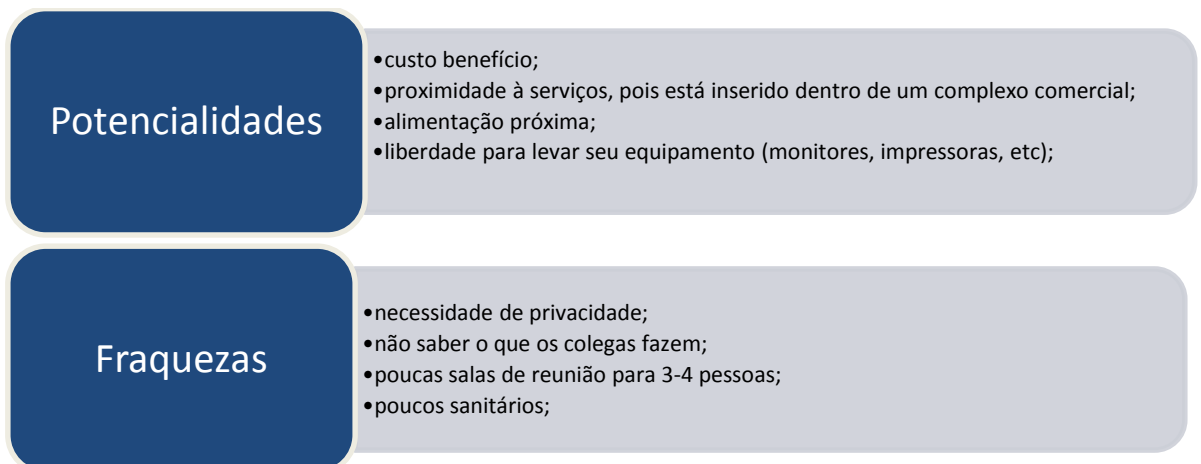 Potencialidades
•custo benefício;
•proximidade à serviços, pois está inserido dentro de um complexo comercial;
•alimentação próxima;
•liberdade para levar seu equipamento (monitores, impressoras, etc);
Fraquezas
•necessidade de privacidade;
•não saber o que os colegas fazem;
•poucas salas de reunião para 3-4 pessoas;
•poucos sanitários;